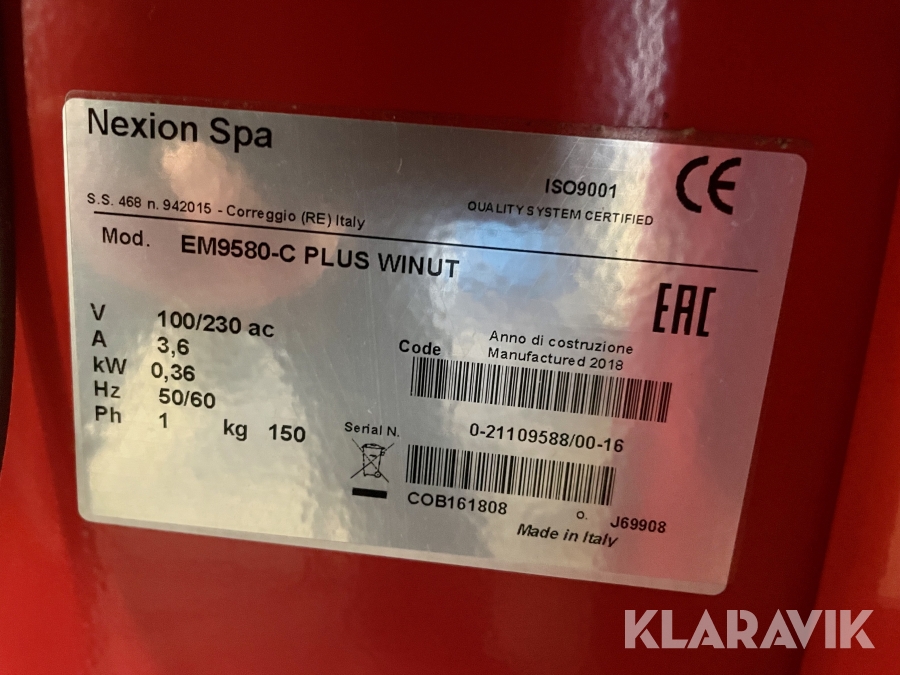 Nexion Spa
ISO9001
QUALITY SYSTEM CERTIFIED
CE
S.S. 468 n. 942015 - Correggio (RE) Italy
Mod. EM9580-C PLUS WINUT
EAC
V 100/230 ac
A 3,6
kW 0,36
Hz 50/60
Ph 1
kg 150
Anno di costruzione
Code Manufactured 2018
0-21109588/00-16
Serial N.
COB161808 O. J69908
Made in Italy
KLARAVIK